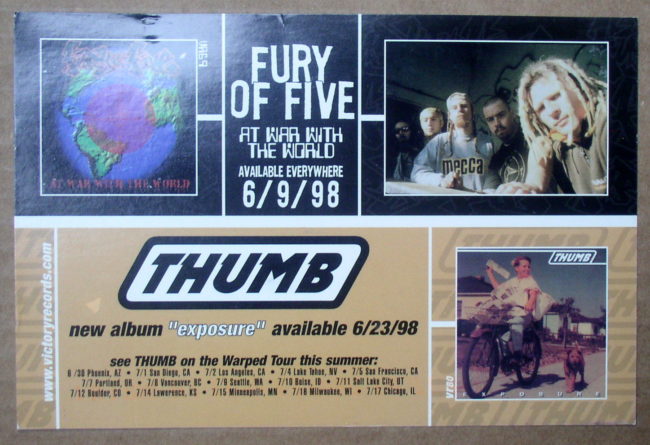 FURY
OF FIVE
AT WAR WITH
THE WORLD
AVAILABLE EVERYWHERE
6/9/98
VR69
AT WAR WITH THE WORLD
mecca
www.victoryrecords.com
THUMB
new album "exposure" available 6/23/98
see THUMB on the Warped Tour this summer:
6/30 Phoenix, AZ • 7/1 San Diego, CA • 7/2 Los Angeles, CA • 7/4 Lake Tahoe, NV • 7/5 San Francisco, CA
7/7 Portland, OR • 7/8 Vancouver, BC • 7/9 Seattle, WA • 7/10 Boise, ID • 7/11 Salt Lake City, UT
7/12 Boulder, CO • 7/14 Lawerence, KS • 7/15 Minneapolis, MN • 7/16 Milwaukee, WI • 7/17 Chicago, IL
THUMB
VR80
EXPOSURE
THUMB
THUMB